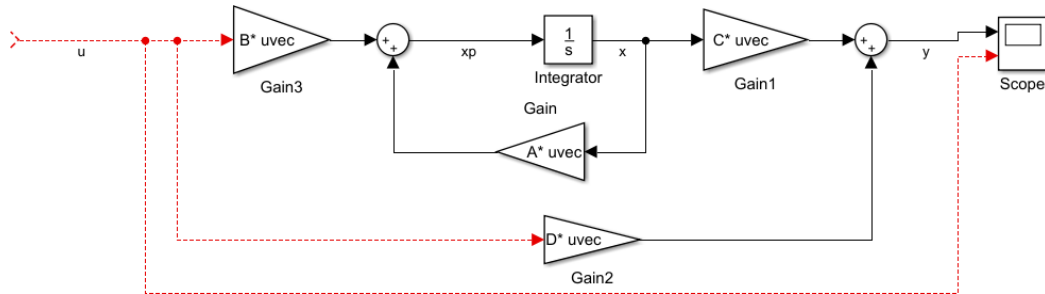 u
B* uvec
Gain3
+
+
xp
1
s
Integrator
x
C* uvec
Gain1
+
+
y
Scope
Gain
A* uvec
D* uvec
Gain2